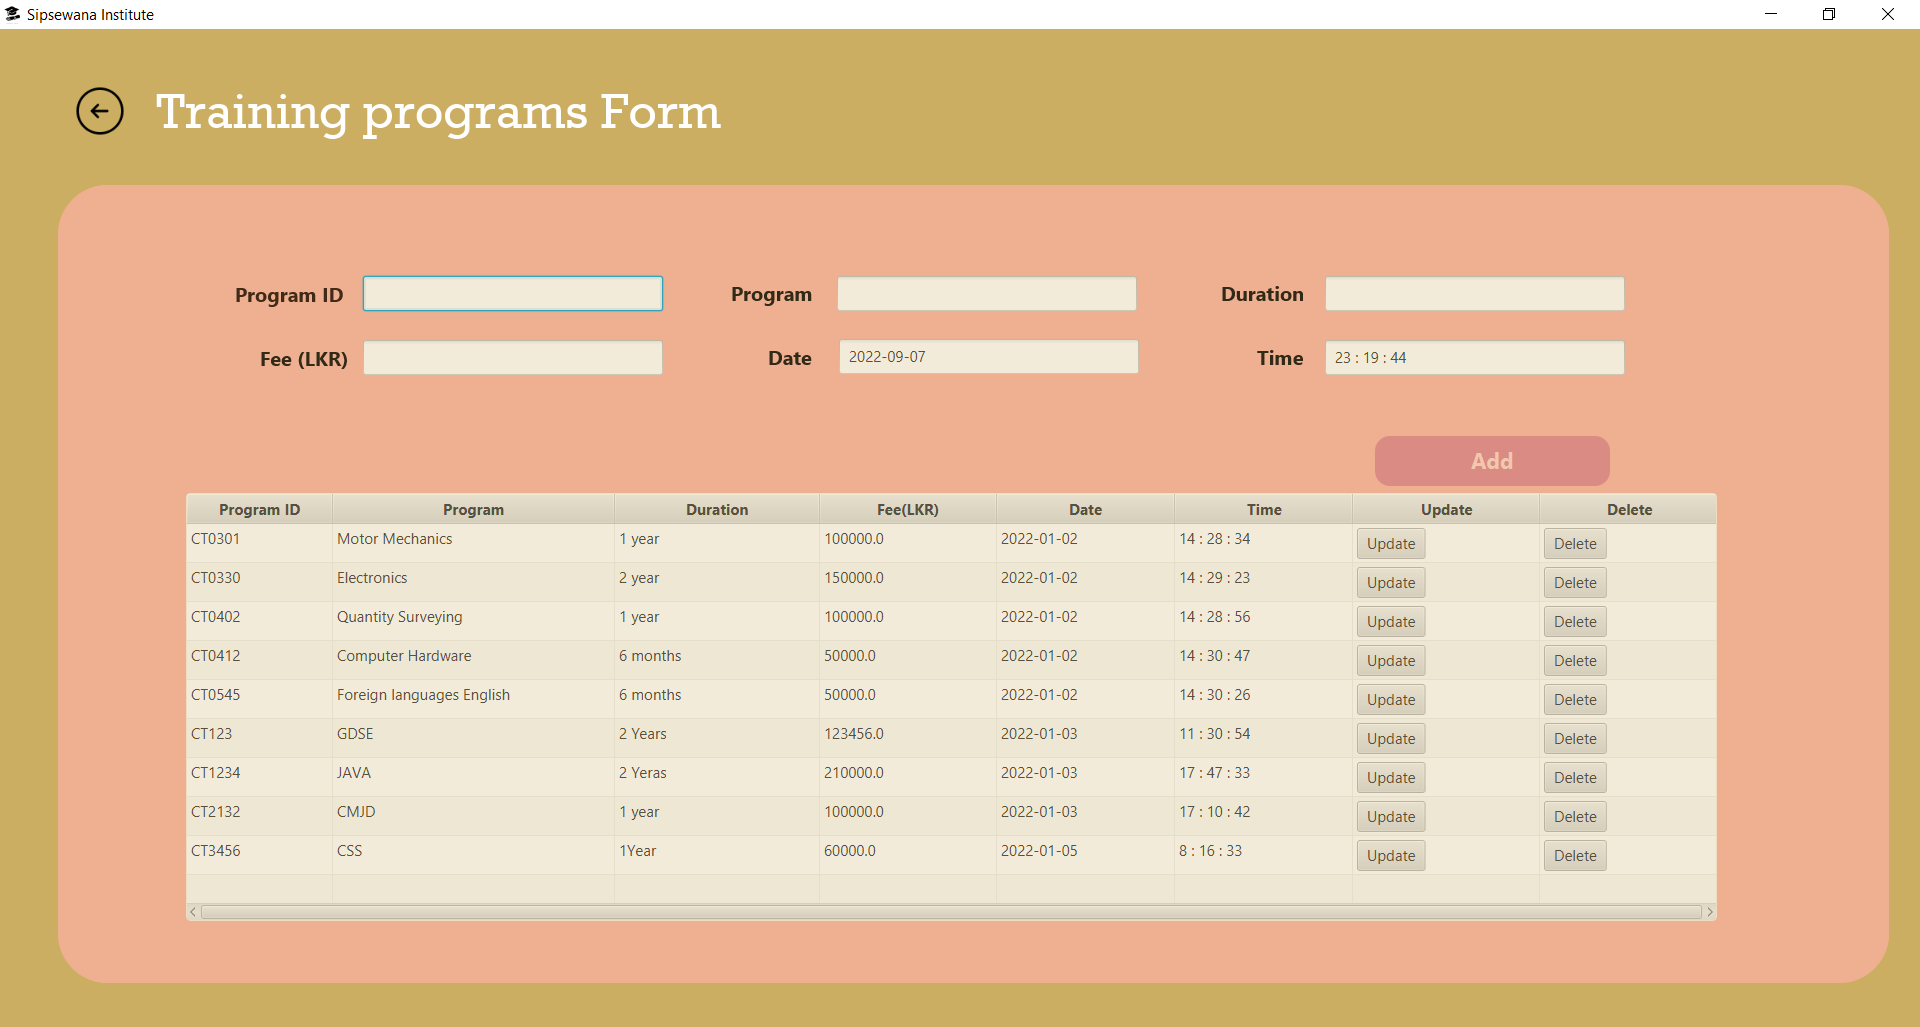 Sipsewana Institute
Training programs Form
Program ID Program Duration
Fee (LKR) Date 2022-09-07 Time 23 : 19 : 44
Add
Program ID Program Duration Fee(LKR) Date Time Update Delete
CT0301 Motor Mechanics 1 year 100000.0 2022-01-02 14 : 28 : 34 Update Delete
CT0330 Electronics 2 year 150000.0 2022-01-02 14 : 29 : 23 Update Delete
CT0402 Quantity Surveying 1 year 100000.0 2022-01-02 14 : 28 : 56 Update Delete
CT0412 Computer Hardware 6 months 50000.0 2022-01-02 14 : 30 : 47 Update Delete
CT0545 Foreign languages English 6 months 50000.0 2022-01-02 14 : 30 : 26 Update Delete
CT123 GDSE 2 Years 123456.0 2022-01-03 11 : 30 : 54 Update Delete
CT1234 JAVA 2 Yeras 210000.0 2022-01-03 17 : 47 : 33 Update Delete
CT2132 CMJD 1 year 100000.0 2022-01-03 17 : 10 : 42 Update Delete
CT3456 CSS 1Year 60000.0 2022-01-05 8 : 16 : 33 Update Delete